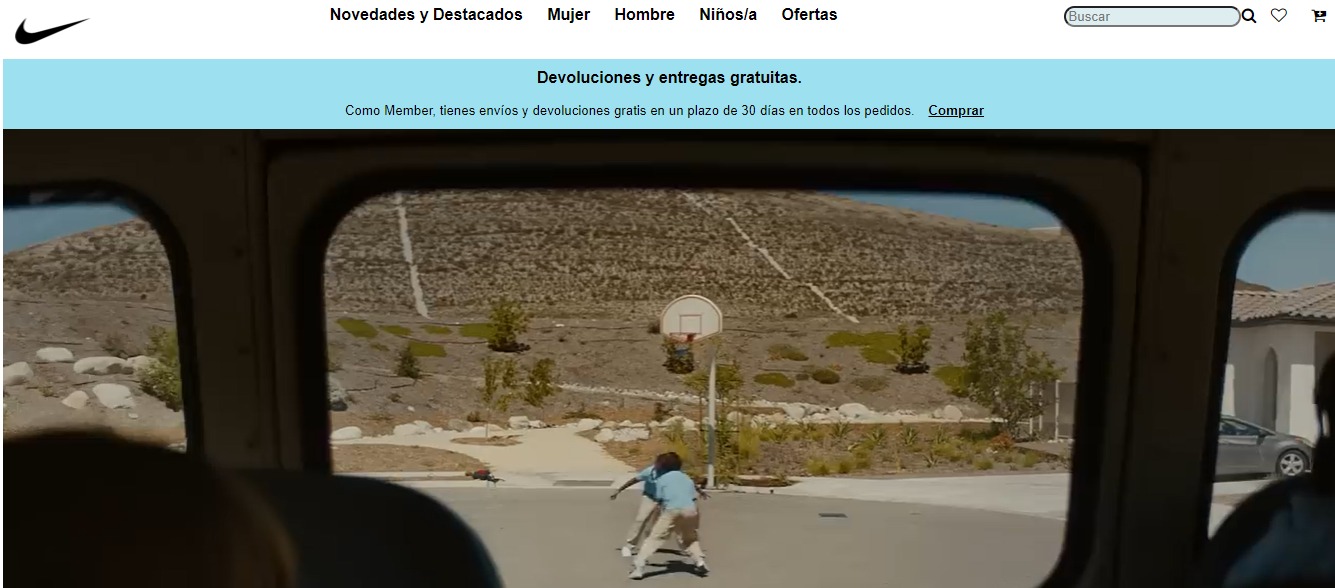 Novedades y Destacados Mujer Hombre Niños/a Ofertas Buscar
Devoluciones y entregas gratuitas.
Como Member, tienes envíos y devoluciones gratis en un plazo de 30 días en todos los pedidos. Comprar